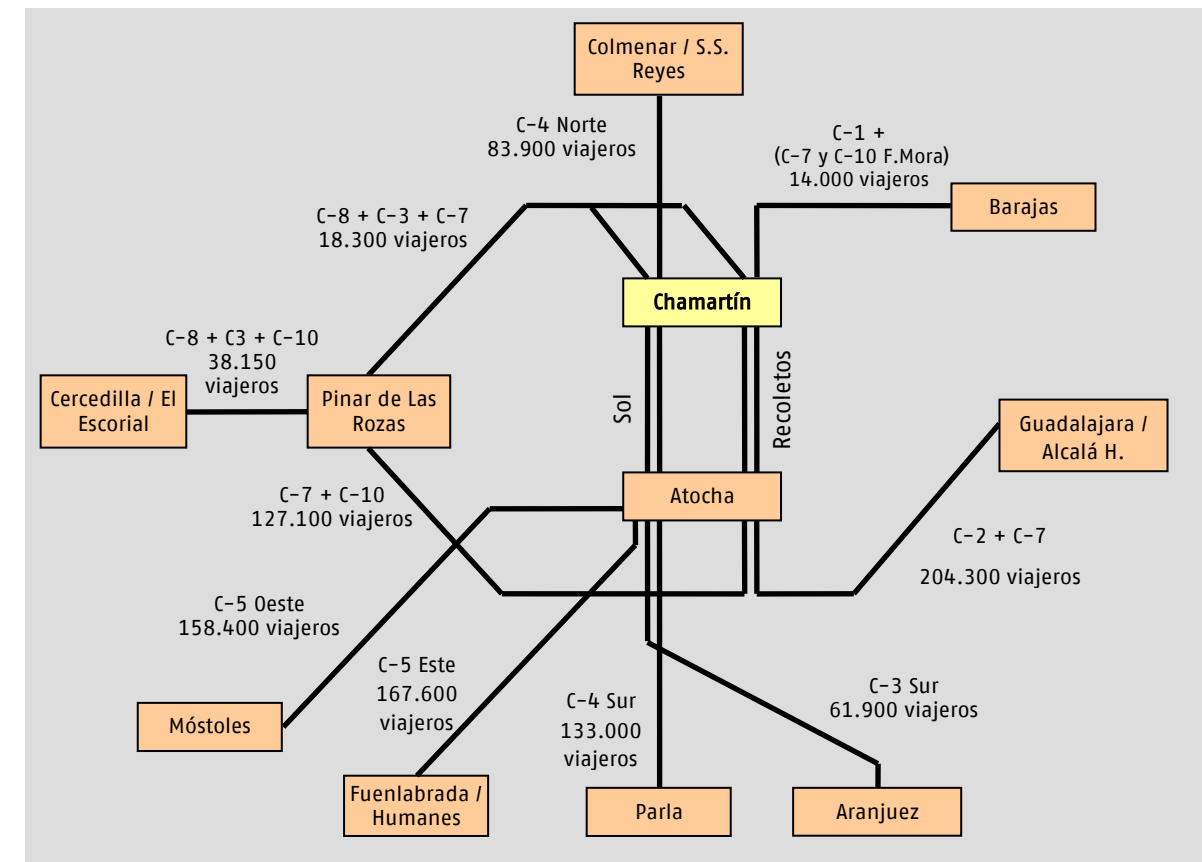 Colmenar / S.S.
Reyes
C-4 Norte
83.900 viajeros
C-1 +
(C-7 y C-10 F.Mora)
14.000 viajeros
Barajas
C-8 + C-3 + C-7
18.300 viajeros
Chamartín
C-8 + C3 + C-10
38.150
viajeros
Cercedilla / El
Escorial
Pinar de Las
Rozas
Sol
Recoletos
Guadalajara /
Alcalá H.
Atocha
C-7 + C-10
127.100 viajeros
C-2 + C-7
204.300 viajeros
C-5 Oeste
158.400 viajeros
C-5 Este
167.600
viajeros
C-4 Sur
133.000
viajeros
C-3 Sur
61.900 viajeros
Móstoles
Fuenlabrada /
Humanes
Parla
Aranjuez